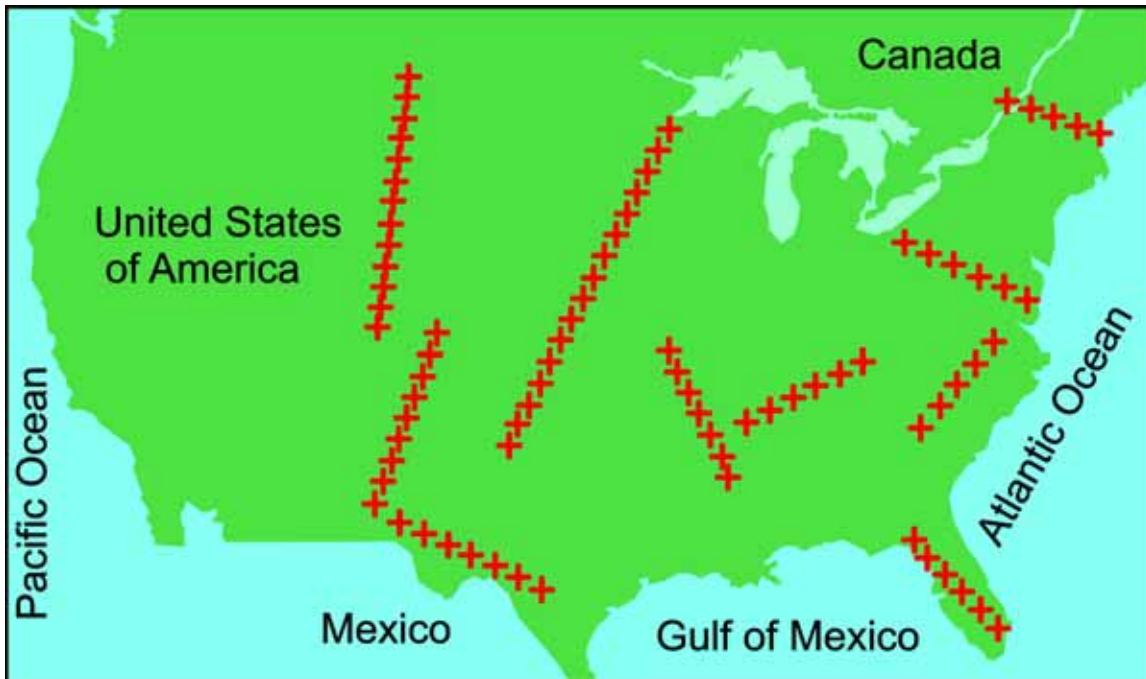 Canada
United States
of America
Pacific Ocean
Atlantic Ocean
Mexico
Gulf of Mexico